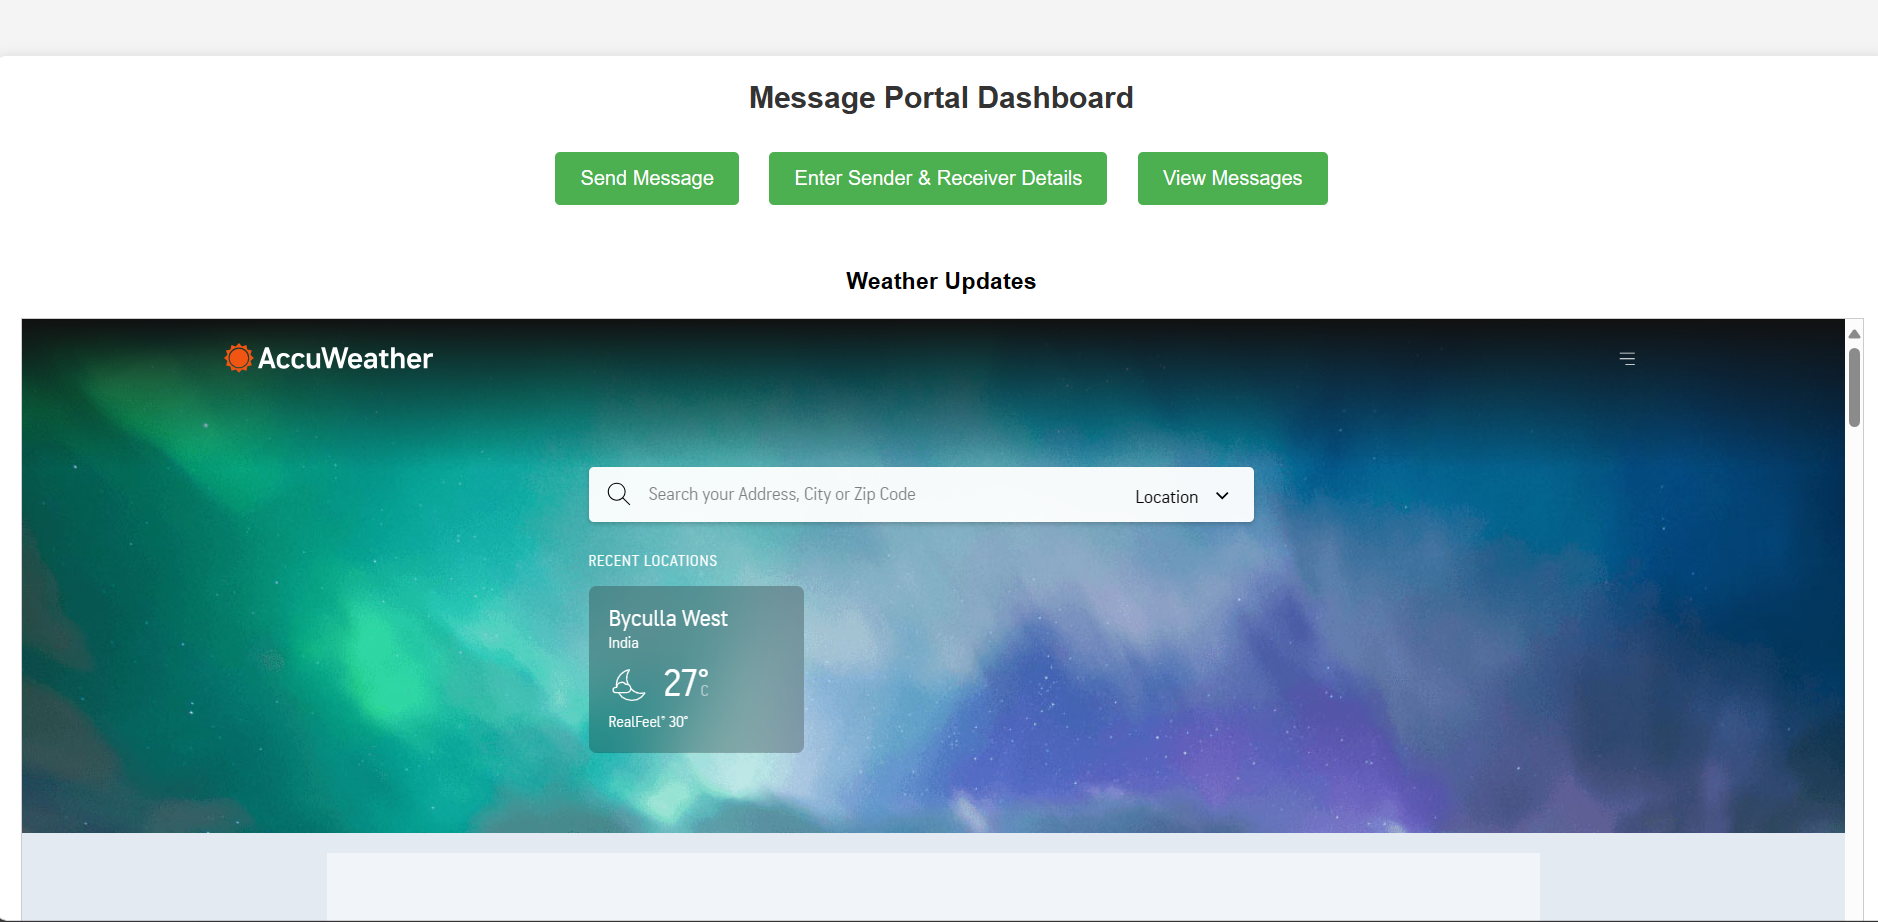 Message Portal Dashboard
Send Message
Enter Sender & Receiver Details
View Messages
Weather Updates
AccuWeather
Search your Address, City or Zip Code
Location
RECENT LOCATIONS
Byculla West
India
27°
C
RealFeel® 30°